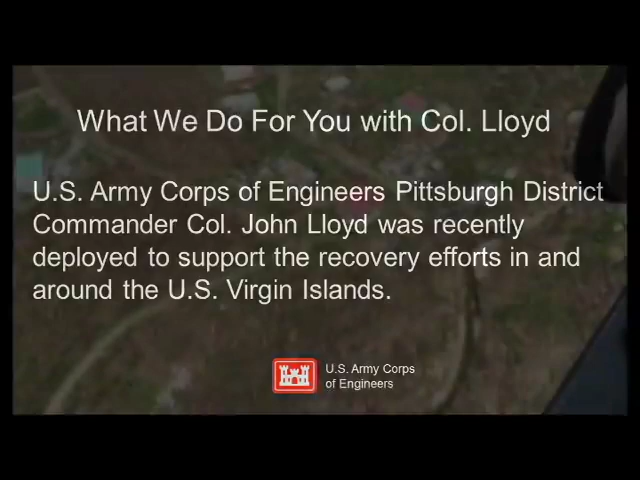 What We Do For You with Col. Lloyd
U.S. Army Corps of Engineers Pittsburgh District
Commander Col. John Lloyd was recently
deployed to support the recovery efforts in and
around the U.S. Virgin Islands.
U.S. Army Corps
of Engineers